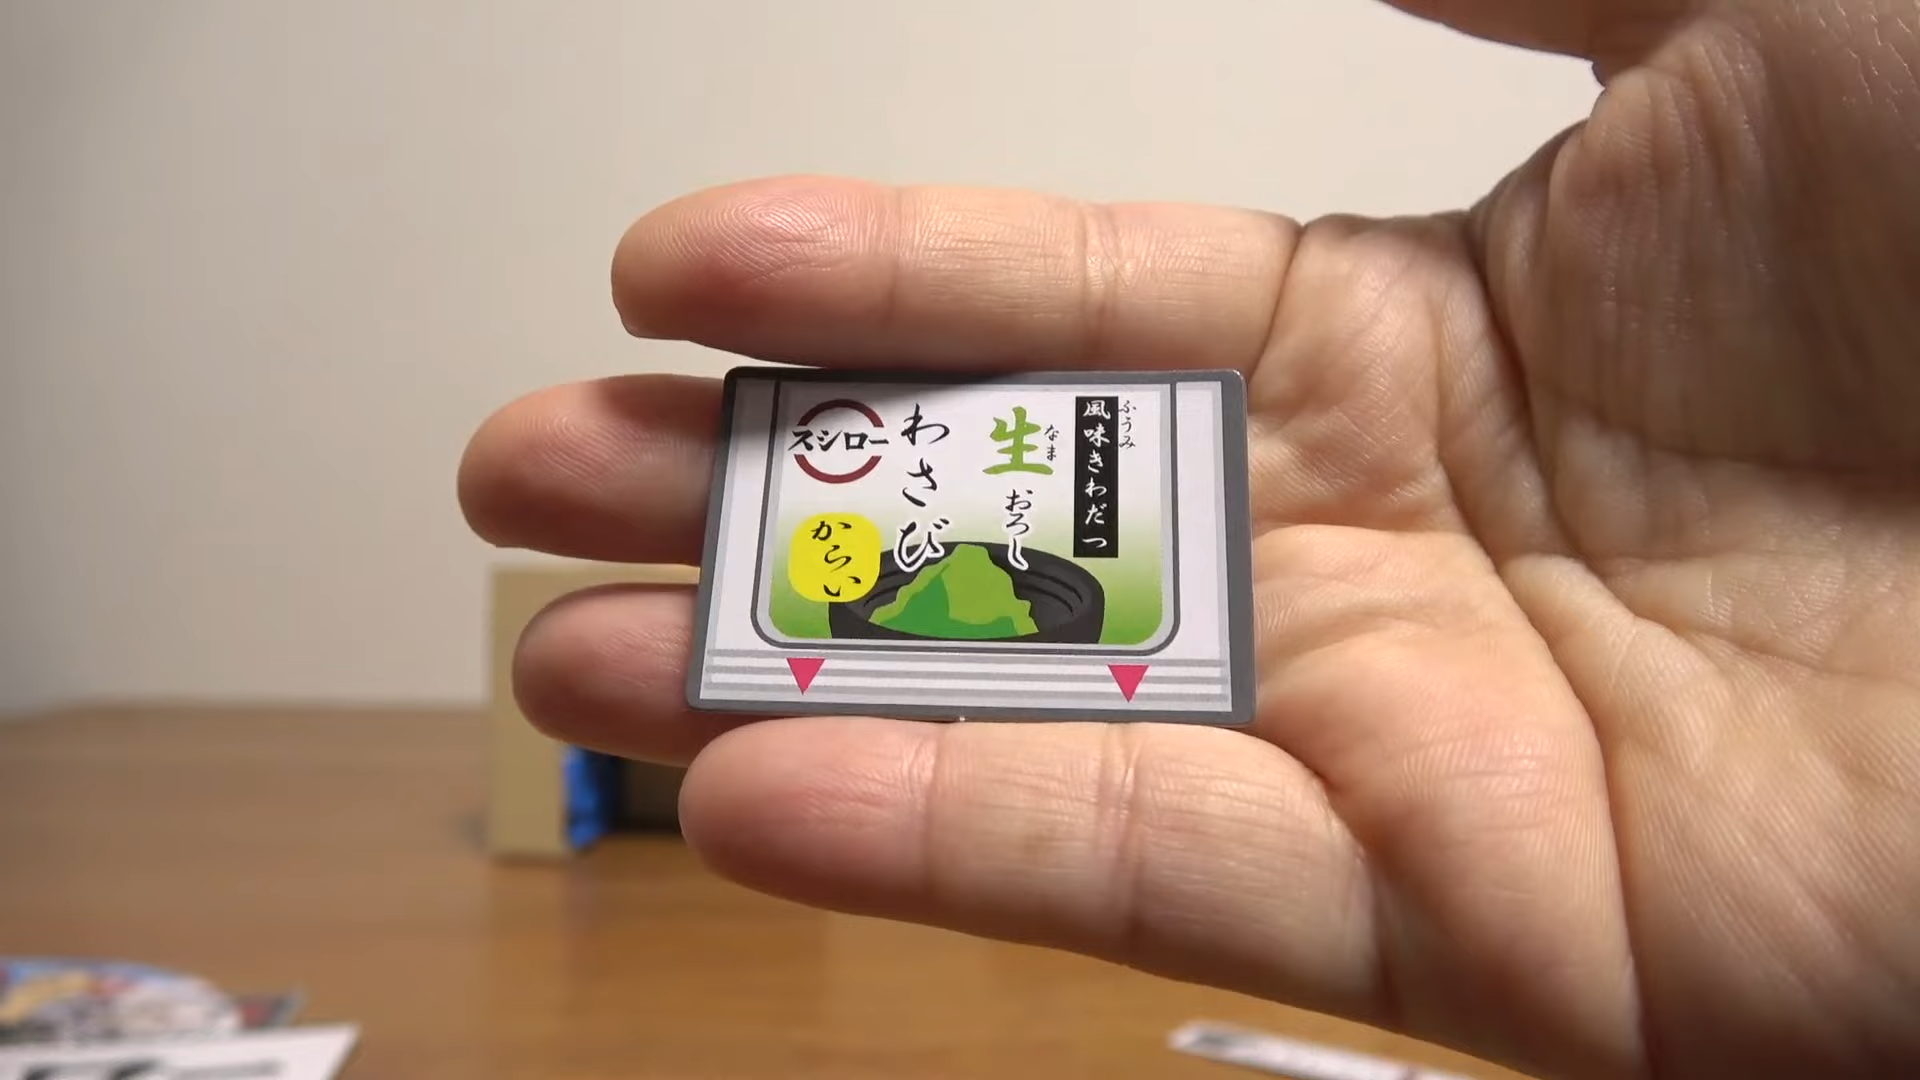 風味きわだつ
ふうみ
生
なま
おろし
わさび
スシロー
からい